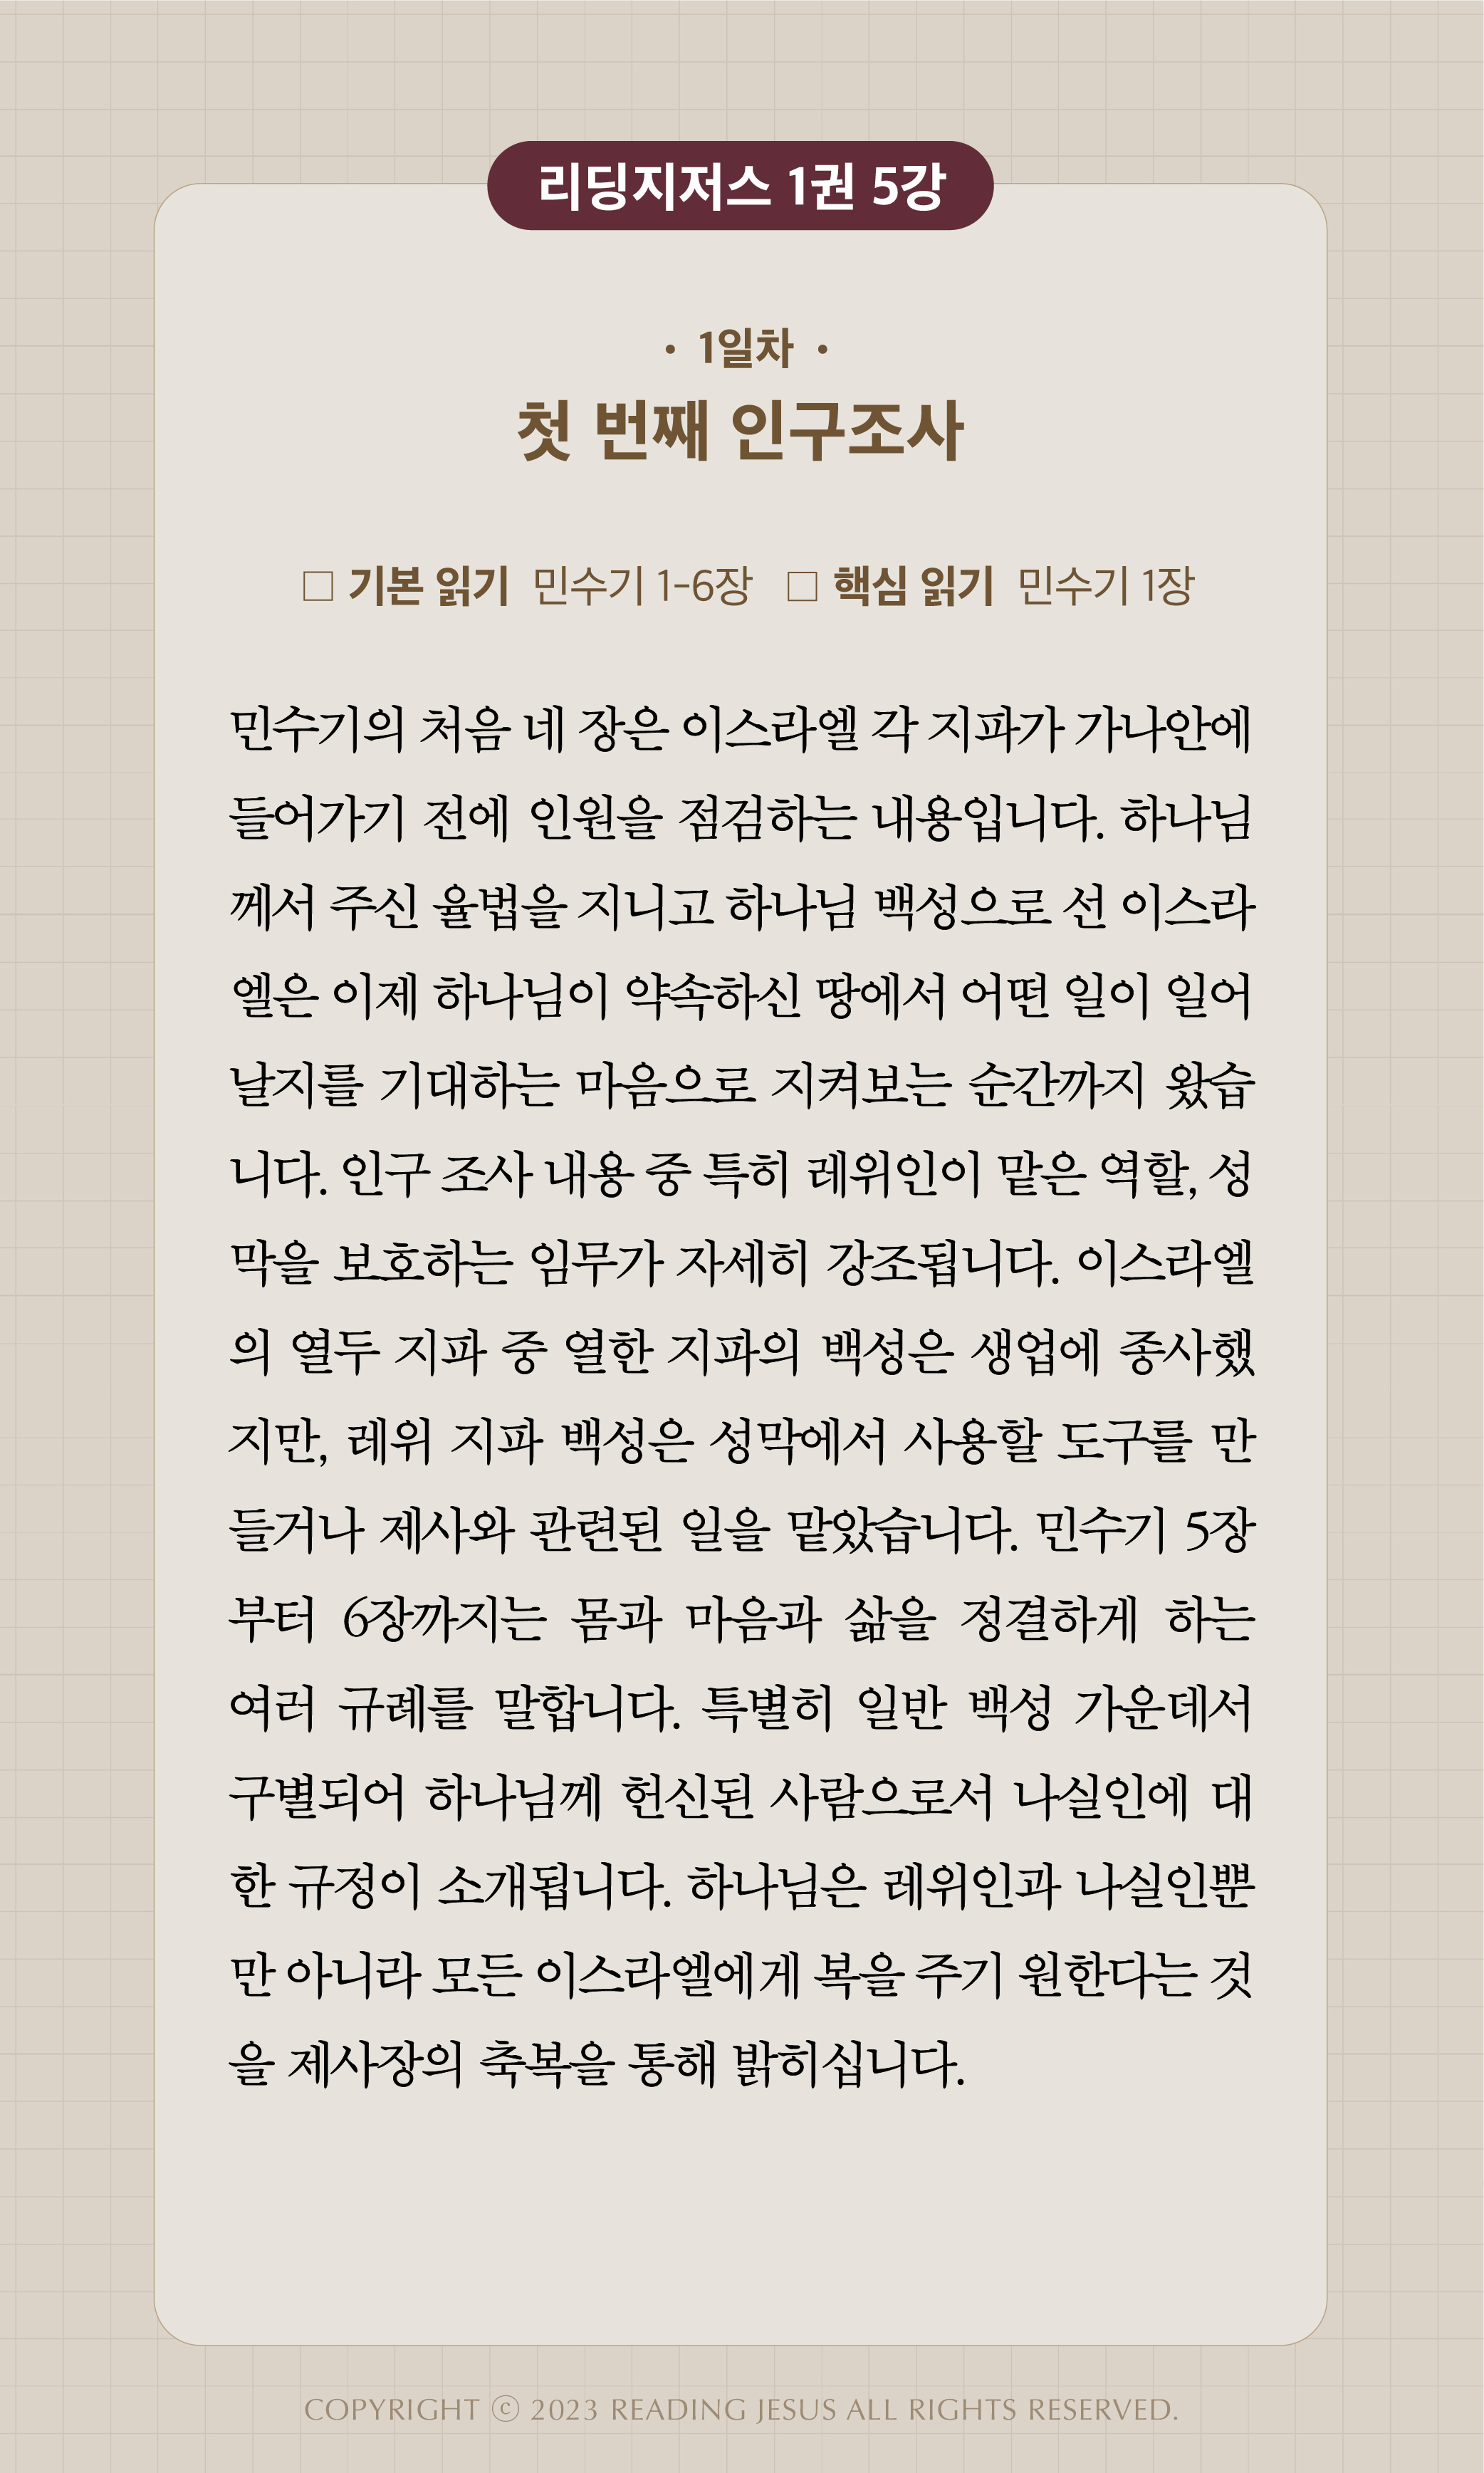 리딩지저스 1권 5강
· 1일차 ·
첫 번째 인구조사
□ 기본 읽기 민수기 1-6장 □ 핵심 읽기 민수기 1장
민수기의 처음 네 장은 이스라엘 각 지파가 가나안에
들어가기 전에 인원을 점검하는 내용입니다. 하나님
께서 주신 율법을 지니고 하나님 백성으로 선 이스라
엘은 이제 하나님이 약속하신 땅에서 어떤 일이 일어
날지를 기대하는 마음으로 지켜보는 순간까지 왔습
니다. 인구 조사 내용 중 특히 레위인이 맡은 역할, 성
막을 보호하는 임무가 자세히 강조됩니다. 이스라엘
의 열두 지파 중 열한 지파의 백성은 생업에 종사했
지만, 레위 지파 백성은 성막에서 사용할 도구를 만
들거나 제사와 관련된 일을 맡았습니다. 민수기 5장
부터 6장까지는 몸과 마음과 삶을 정결하게 하는
여러 규례를 말합니다. 특별히 일반 백성 가운데서
구별되어 하나님께 헌신된 사람으로서 나실인에 대
한 규정이 소개됩니다. 하나님은 레위인과 나실인뿐
만 아니라 모든 이스라엘에게 복을 주기 원한다는 것
을 제사장의 축복을 통해 밝히십니다.
COPYRIGHT ⓒ 2023 READING JESUS ALL RIGHTS RESERVED.